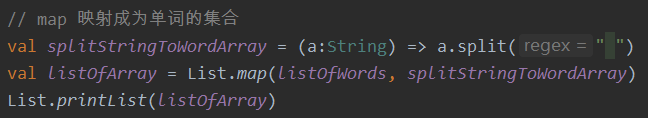 // map 映射成为单词的集合
val splitStringToWordArray = (a:String) => a.split( regex = " ")
val listOfArray = List.map(listOfWords, splitStringToWordArray)
List.printList(listOfArray)